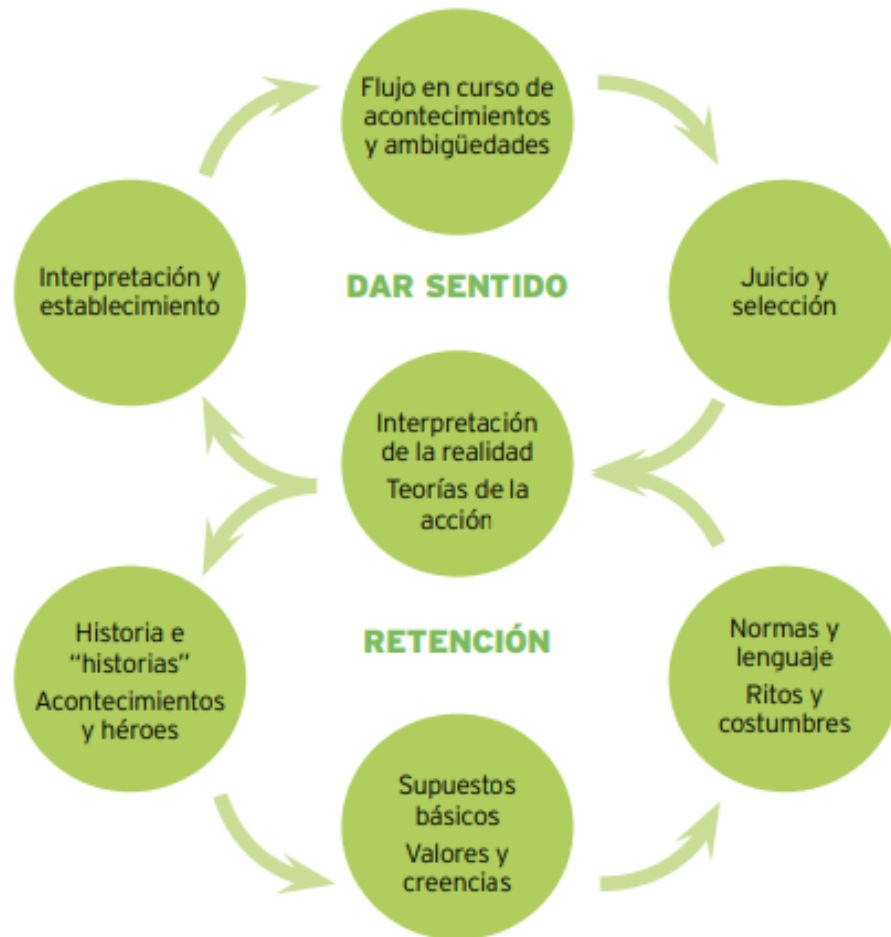 Flujo en curso de
acontecimientos
y ambigüedades
Interpretación y
establecimiento
DAR SENTIDO
Juicio y
selección
Interpretación
de la realidad
Teorías de la
acción
Historia e
“historias”
Acontecimientos
y héroes
RETENCIÓN
Normas y
lenguaje
Ritos y
costumbres
Supuestos
básicos
Valores y
creencias